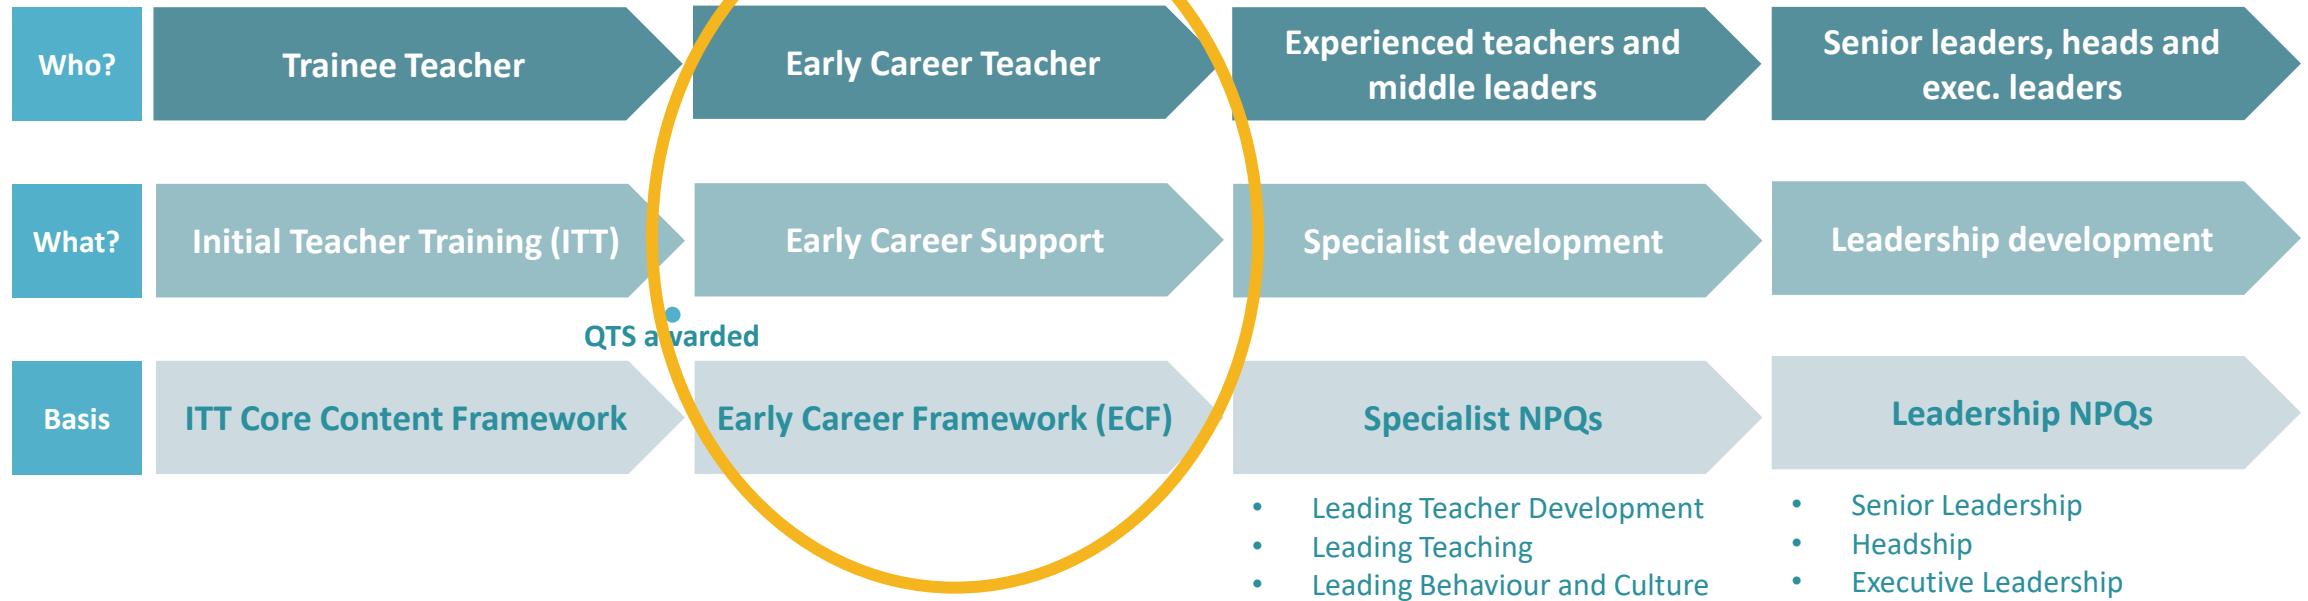 Who?
Trainee Teacher
Early Career Teacher
Experienced teachers and
middle leaders
Senior leaders, heads and
exec. leaders
What?
Initial Teacher Training (ITT)
Early Career Support
Specialist development
Leadership development
QTS awarded
Basis
ITT Core Content Framework
Early Career Framework (ECF)
Specialist NPQs
Leadership NPQs
• Leading Teacher Development
• Leading Teaching
• Leading Behaviour and Culture
• Senior Leadership
• Headship
• Executive Leadership